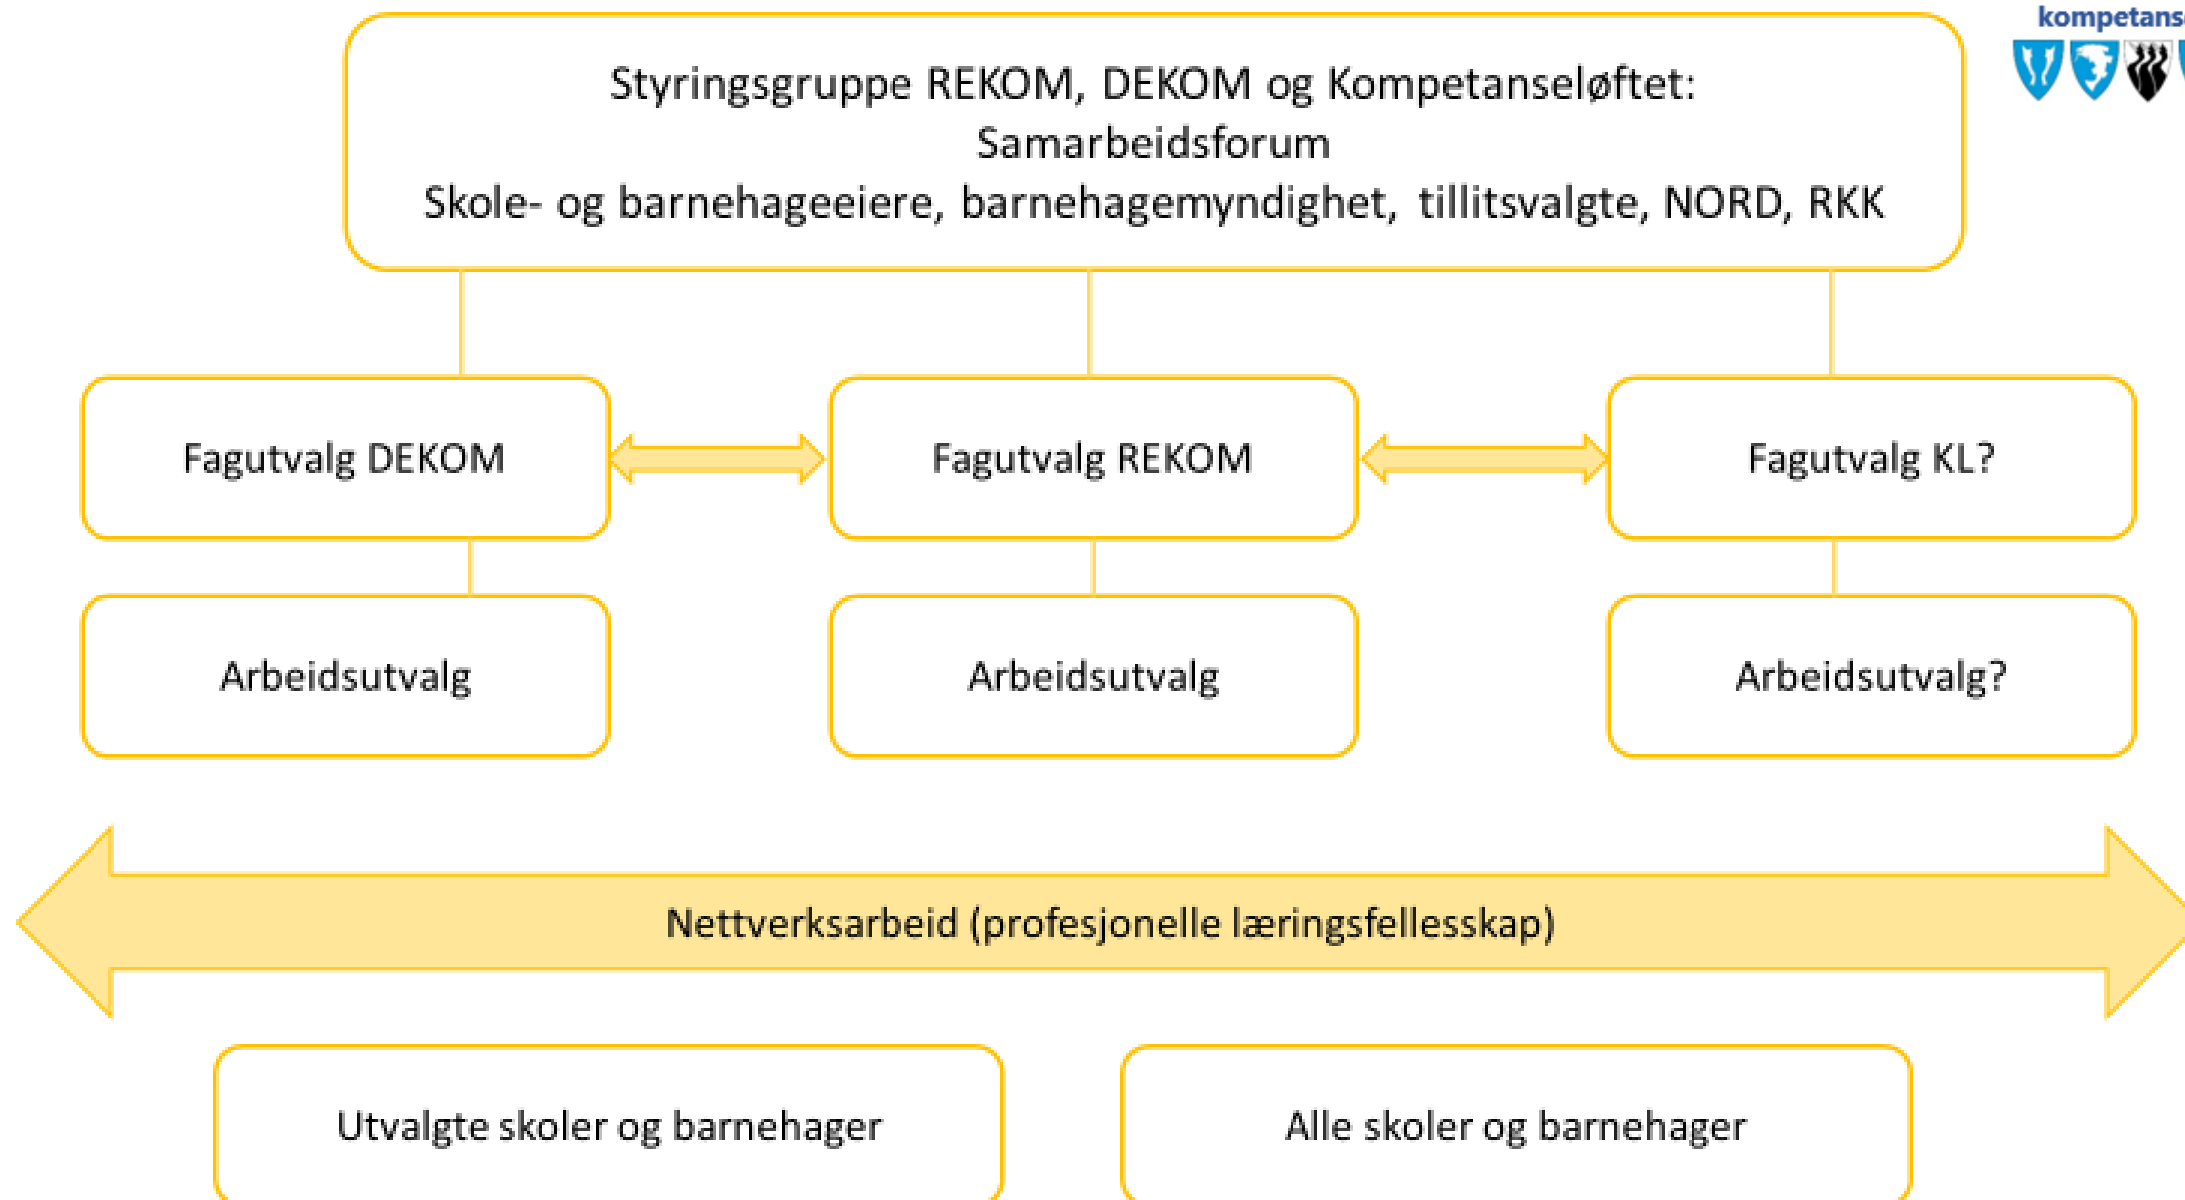 Styringsgruppe REKOM, DEKOM og Kompetanseløftet:
Samarbeidsforum
Skole- og barnehageeiere, barnehagemyndighet, tillitsvalgte, NORD, RKK
Fagutvalg DEKOM
Fagutvalg REKOM
Fagutvalg KL?
Arbeidsutvalg
Arbeidsutvalg
Arbeidsutvalg?
Nettverksarbeid (profesjonelle læringsfellesskap)
Utvalgte skoler og barnehager
Alle skoler og barnehager